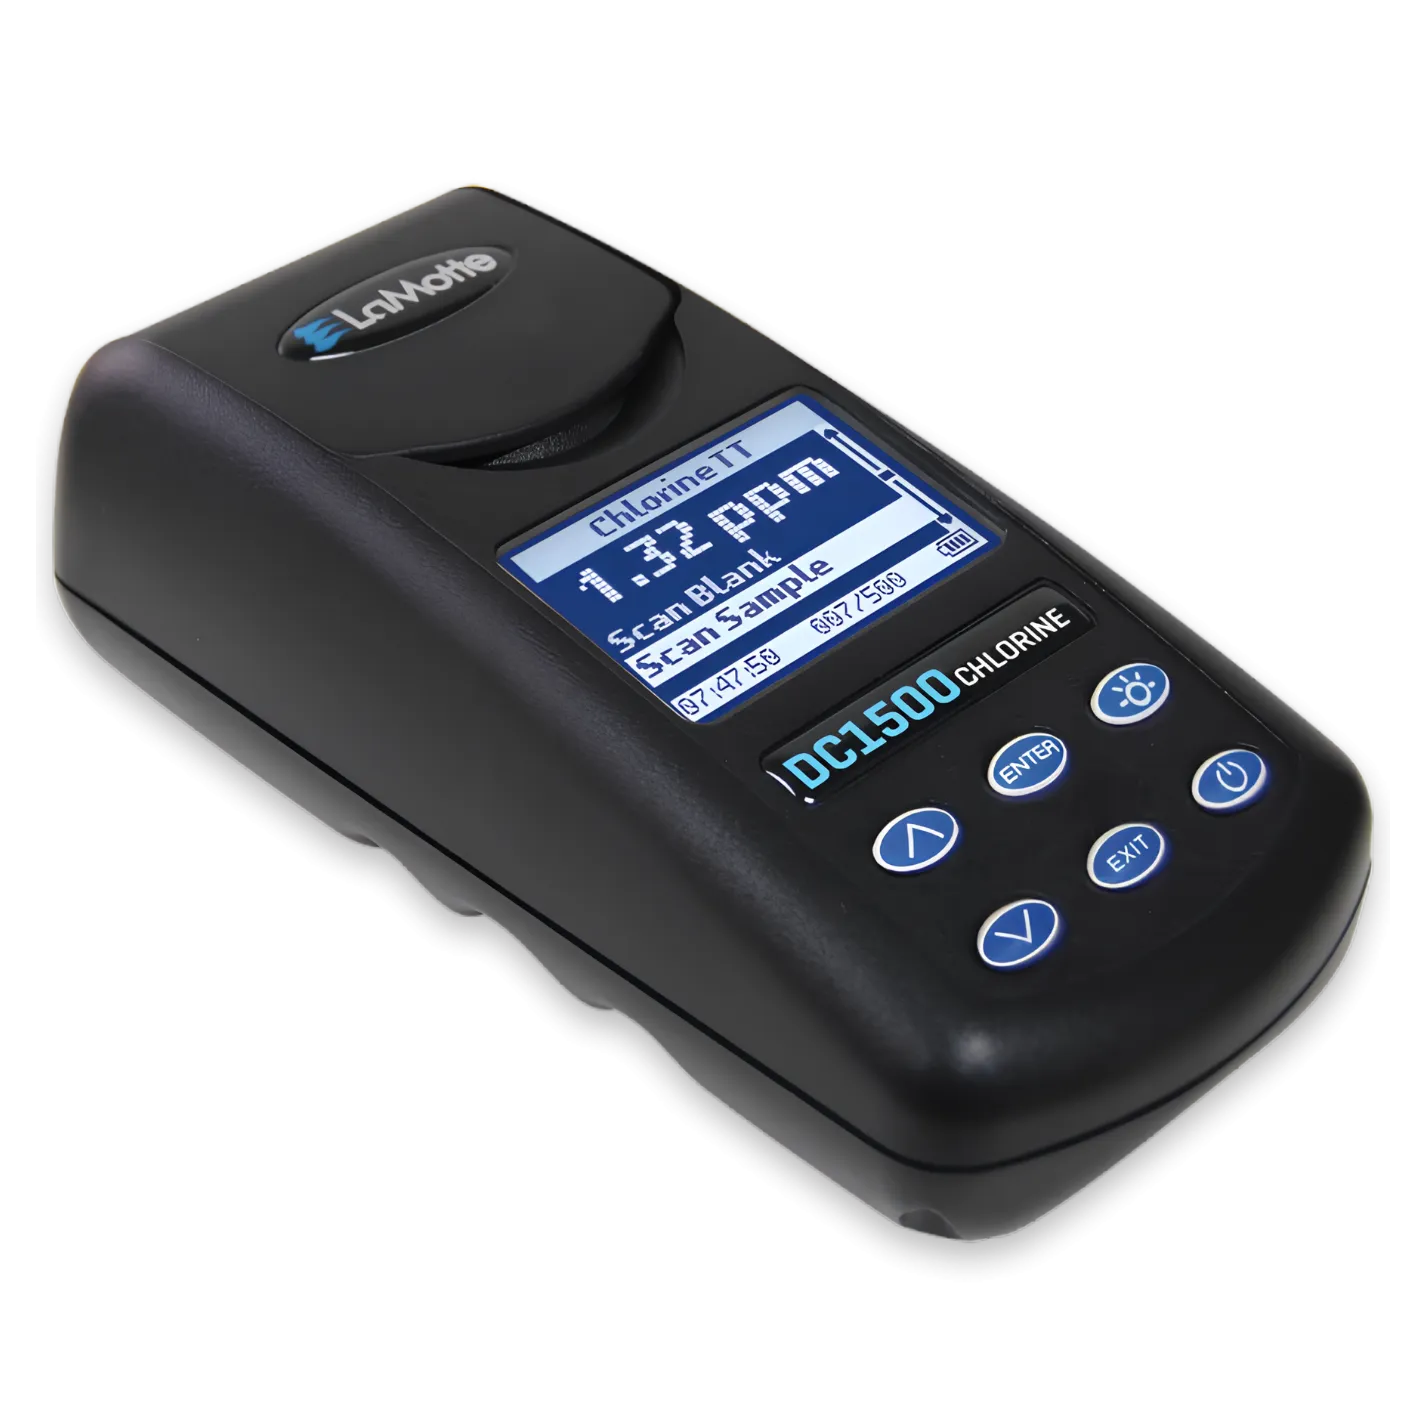 LaMotte
Chlorine TT
1.32 ppm
Scan Blank
Scan Sample
07:47:50 007/500
DC1500 CHLORINE
ENTER
EXIT